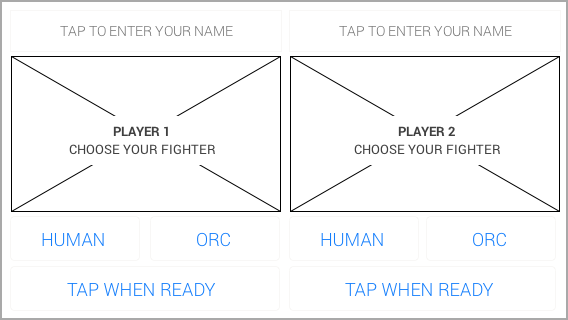 TAP TO ENTER YOUR NAME
PLAYER 1
CHOOSE YOUR FIGHTER
HUMAN
ORC
TAP WHEN READY
TAP TO ENTER YOUR NAME
PLAYER 2
CHOOSE YOUR FIGHTER
HUMAN
ORC
TAP WHEN READY